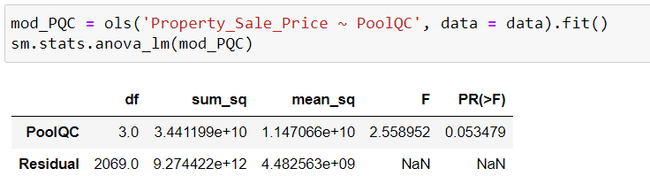 mod_PQC = ols('Property_Sale_Price ~ PoolQC', data = data).fit()
sm.stats.anova_lm(mod_PQC)
df sum_sq mean_sq F PR(>F)
PoolQC 3.0 3.441199e+10 1.147066e+10 2.558952 0.053479
Residual 2069.0 9.274422e+12 4.482563e+09 NaN NaN